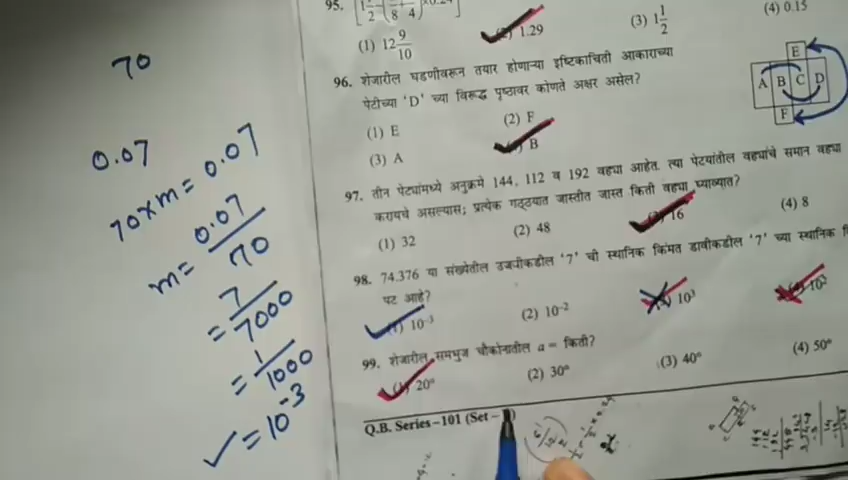 70
0.07
70×m = 0.07
m = 0.07/70
= 7/7000
= 1/1000
✓ = 10⁻³
95.
(1) 12 9/10 (2) 1.29 (3) 1 1/2 (4) 0.15
96. शेजारील घडणीवरून तयार होणाऱ्या इष्टिकाचिती आकाराच्या
पेटीच्या ‘D’ च्या विरूद्ध पृष्ठावर कोणते अक्षर असेल?
(1) E (2) F
(3) A B
E
A B C D
F
97. तीन पेट्यांमध्ये अनुक्रमे 144, 112 व 192 वह्या आहेत. त्या पेटयांतील वह्यांचे समान वह्या
करायचे असल्यास; प्रत्येक गठ्ठयात जास्तीत जास्त किती वह्या घ्याव्यात?
(1) 32 (2) 48 16 (4) 8
98. 74.376 या संख्येतील उजवीकडील ‘7’ ची स्थानिक किंमत डावीकडील ‘7’ च्या स्थानिक
पट आहे?
(1) 10⁻³ (2) 10⁻² 10³ 10²
99. शेजारील समभुज चौकोनातील a = किती?
(1) 20° (2) 30° (3) 40° (4) 50°
Q.B. Series–101 (Set –